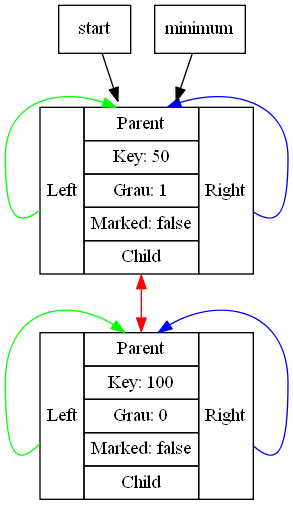 start minimum
Parent
Key: 50
Left Grau: 1 Right
Marked: false
Child
Parent
Key: 100
Left Grau: 0 Right
Marked: false
Child